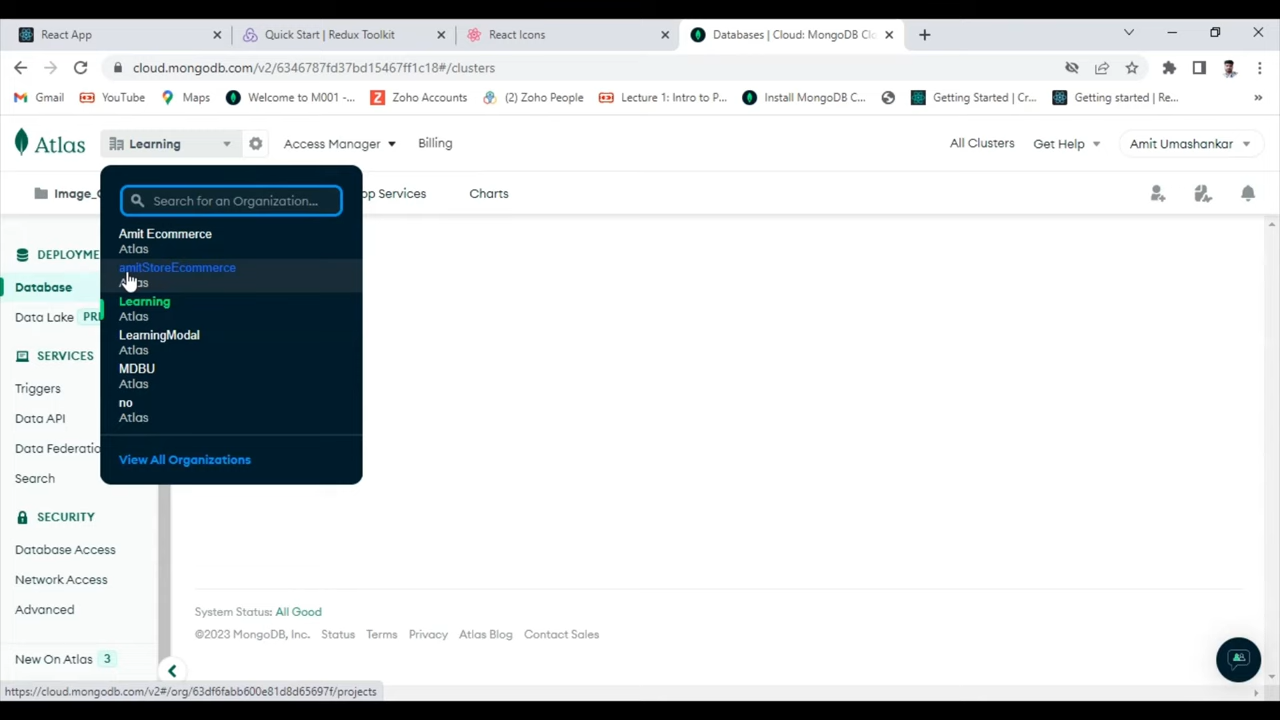 React App
Quick Start | Redux Toolkit
React Icons
Databases | Cloud: MongoDB Clo
cloud.mongodb.com/v2/6346787fd37bd15467ff1c18#/clusters
Gmail
YouTube
Maps
Welcome to M001 -...
Zoho Accounts
(2) Zoho People
Lecture 1: Intro to P...
Install MongoDB C...
Getting Started | Cr...
Getting started | Re...
»
Atlas
Learning
Access Manager
Billing
All Clusters
Get Help
Amit Umashankar
Image_
pp Services
Charts
Search for an Organization...
Amit Ecommerce
Atlas
amitStoreEcommerce
Atlas
Learning
Atlas
LearningModal
Atlas
MDBU
Atlas
no
Atlas
View All Organizations
DEPLOYME
Database
Data Lake
PRE
SERVICES
Triggers
Data API
Data Federatio
Search
SECURITY
Database Access
Network Access
Advanced
New On Atlas 3
System Status: All Good
©2023 MongoDB, Inc.
Status
Terms
Privacy
Atlas Blog
Contact Sales
https://cloud.mongodb.com/v2#/org/63df6fabb600e81d8d65697f/projects